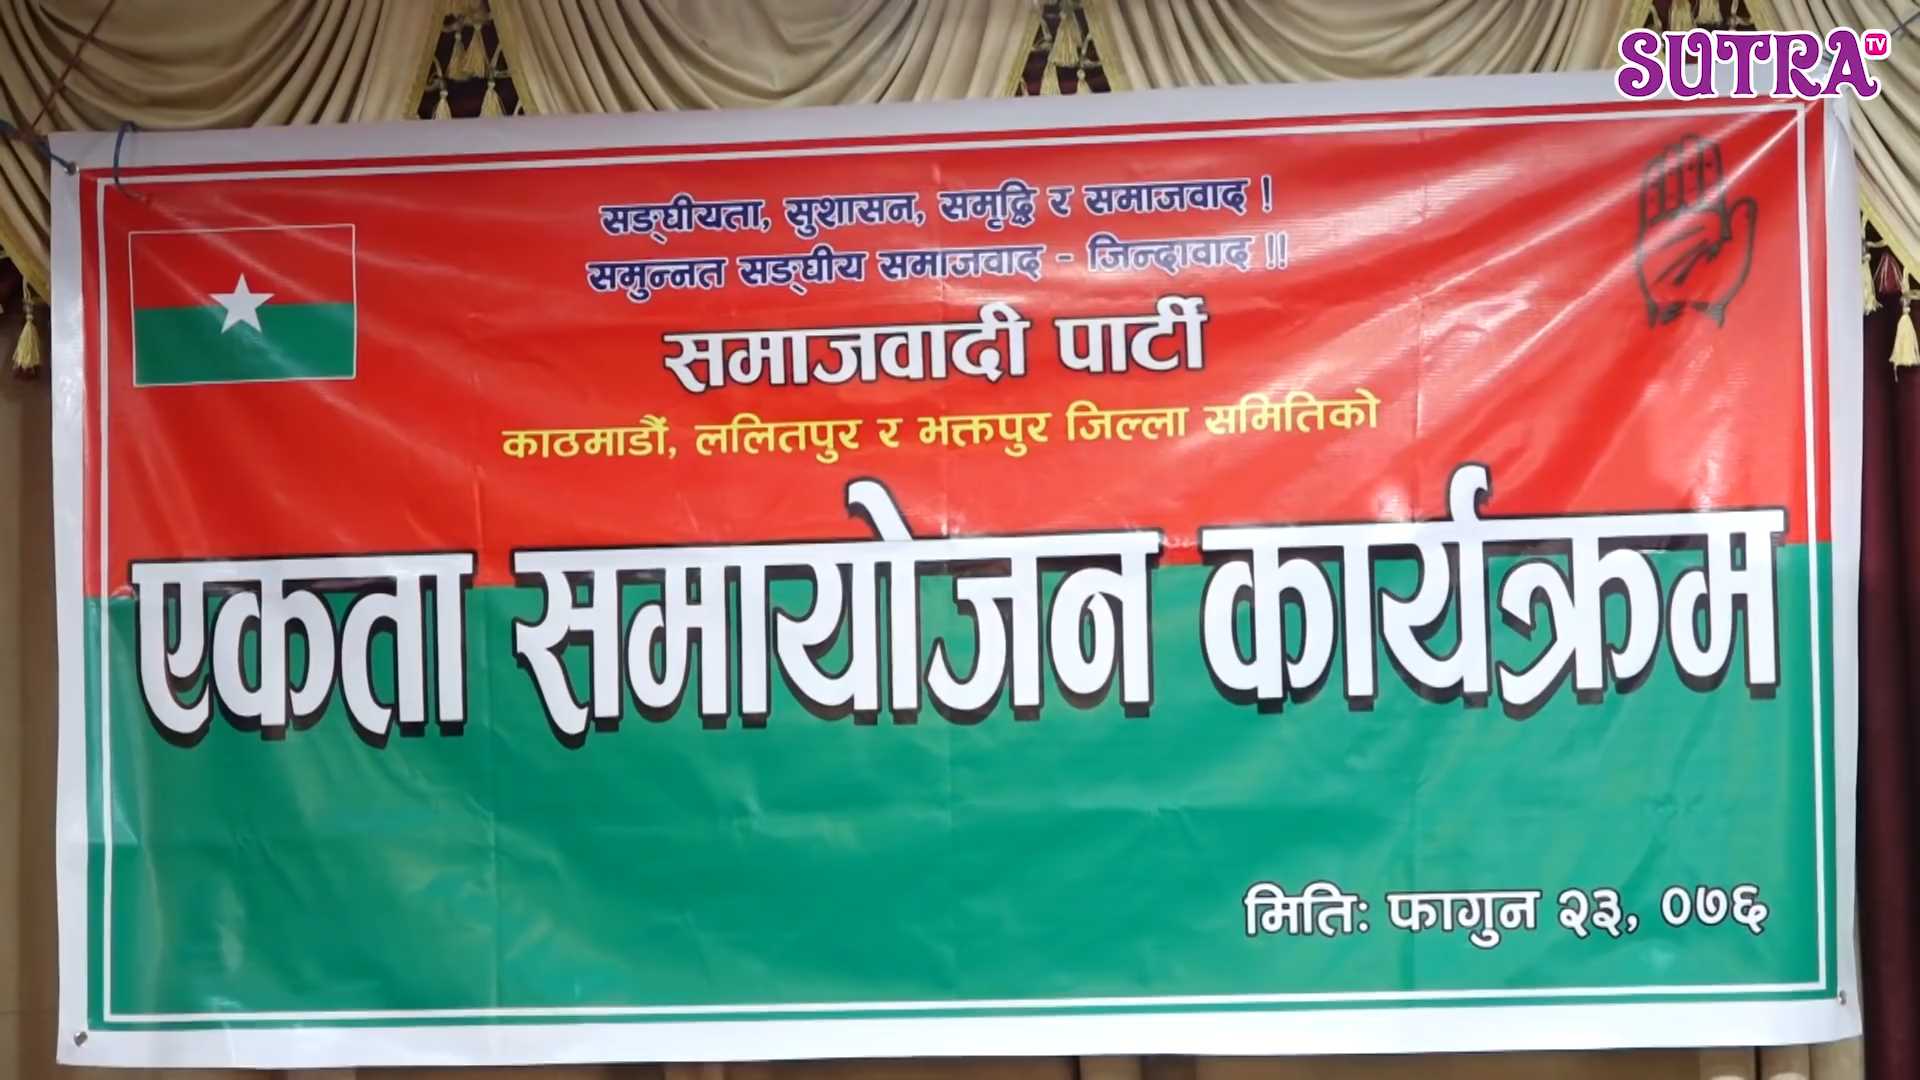 SUTRA TV
सङ्घीयता, सुशासन, समृद्धि र समाजवाद !
समुन्नत सङ्घीय समाजवाद - जिन्दावाद !!
समाजवादी पार्टी
काठमाडौं, ललितपुर र भक्तपुर जिल्ला समितिको
एकता समायोजन कार्यक्रम
मितिः फागुन २३, ०७६